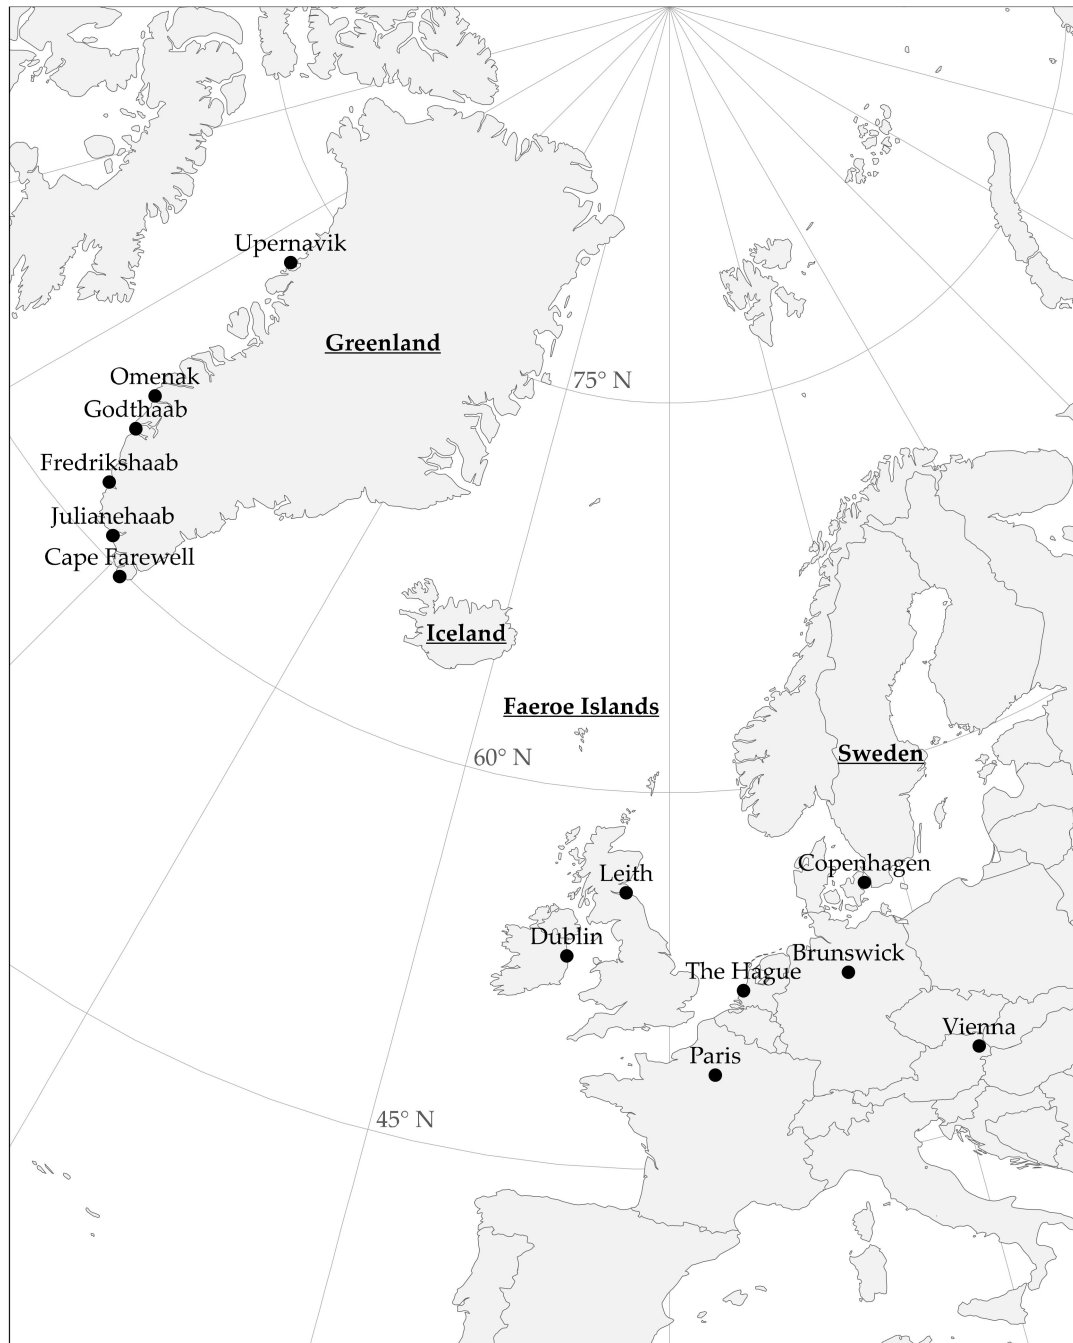 Upernavik
Greenland
75° N
Omenak
Godthaab
Fredrikshaab
Julianehaab
Cape Farewell
Iceland
Faeroe Islands
60° N
Sweden
Copenhagen
Leith
Dublin
Brunswick
The Hague
Vienna
Paris
45° N